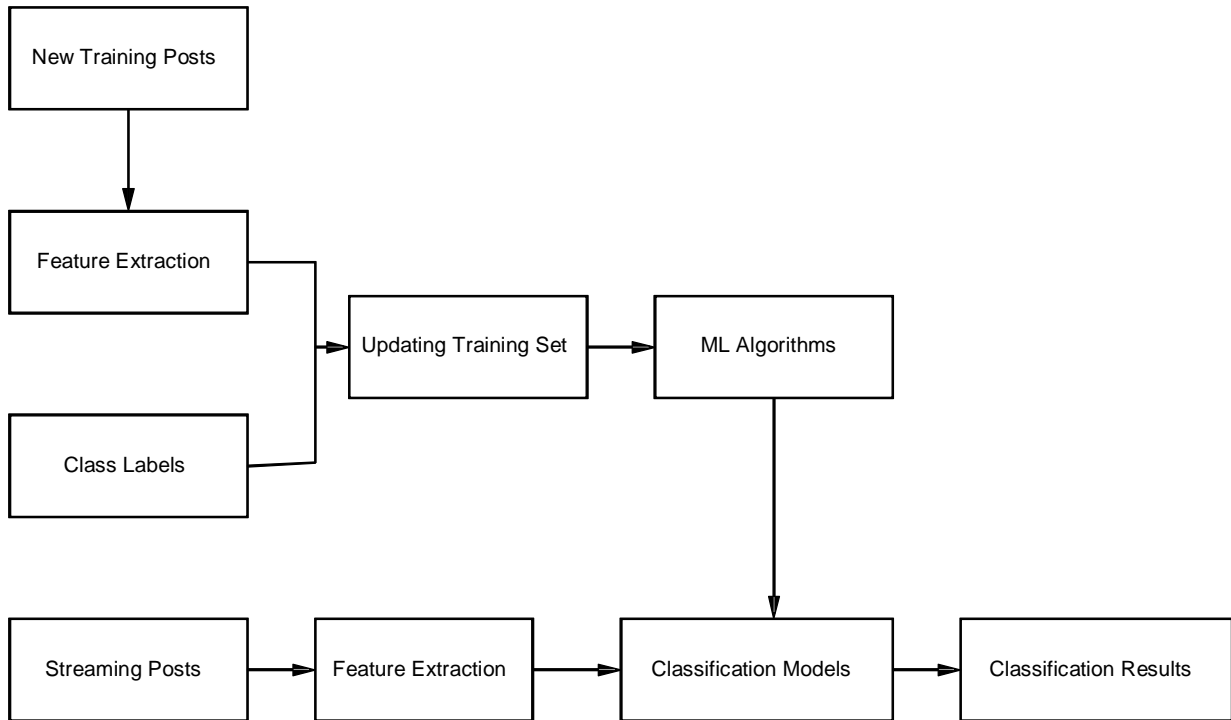 New Training Posts
Feature Extraction
Updating Training Set
ML Algorithms
Class Labels
Streaming Posts
Feature Extraction
Classification Models
Classification Results